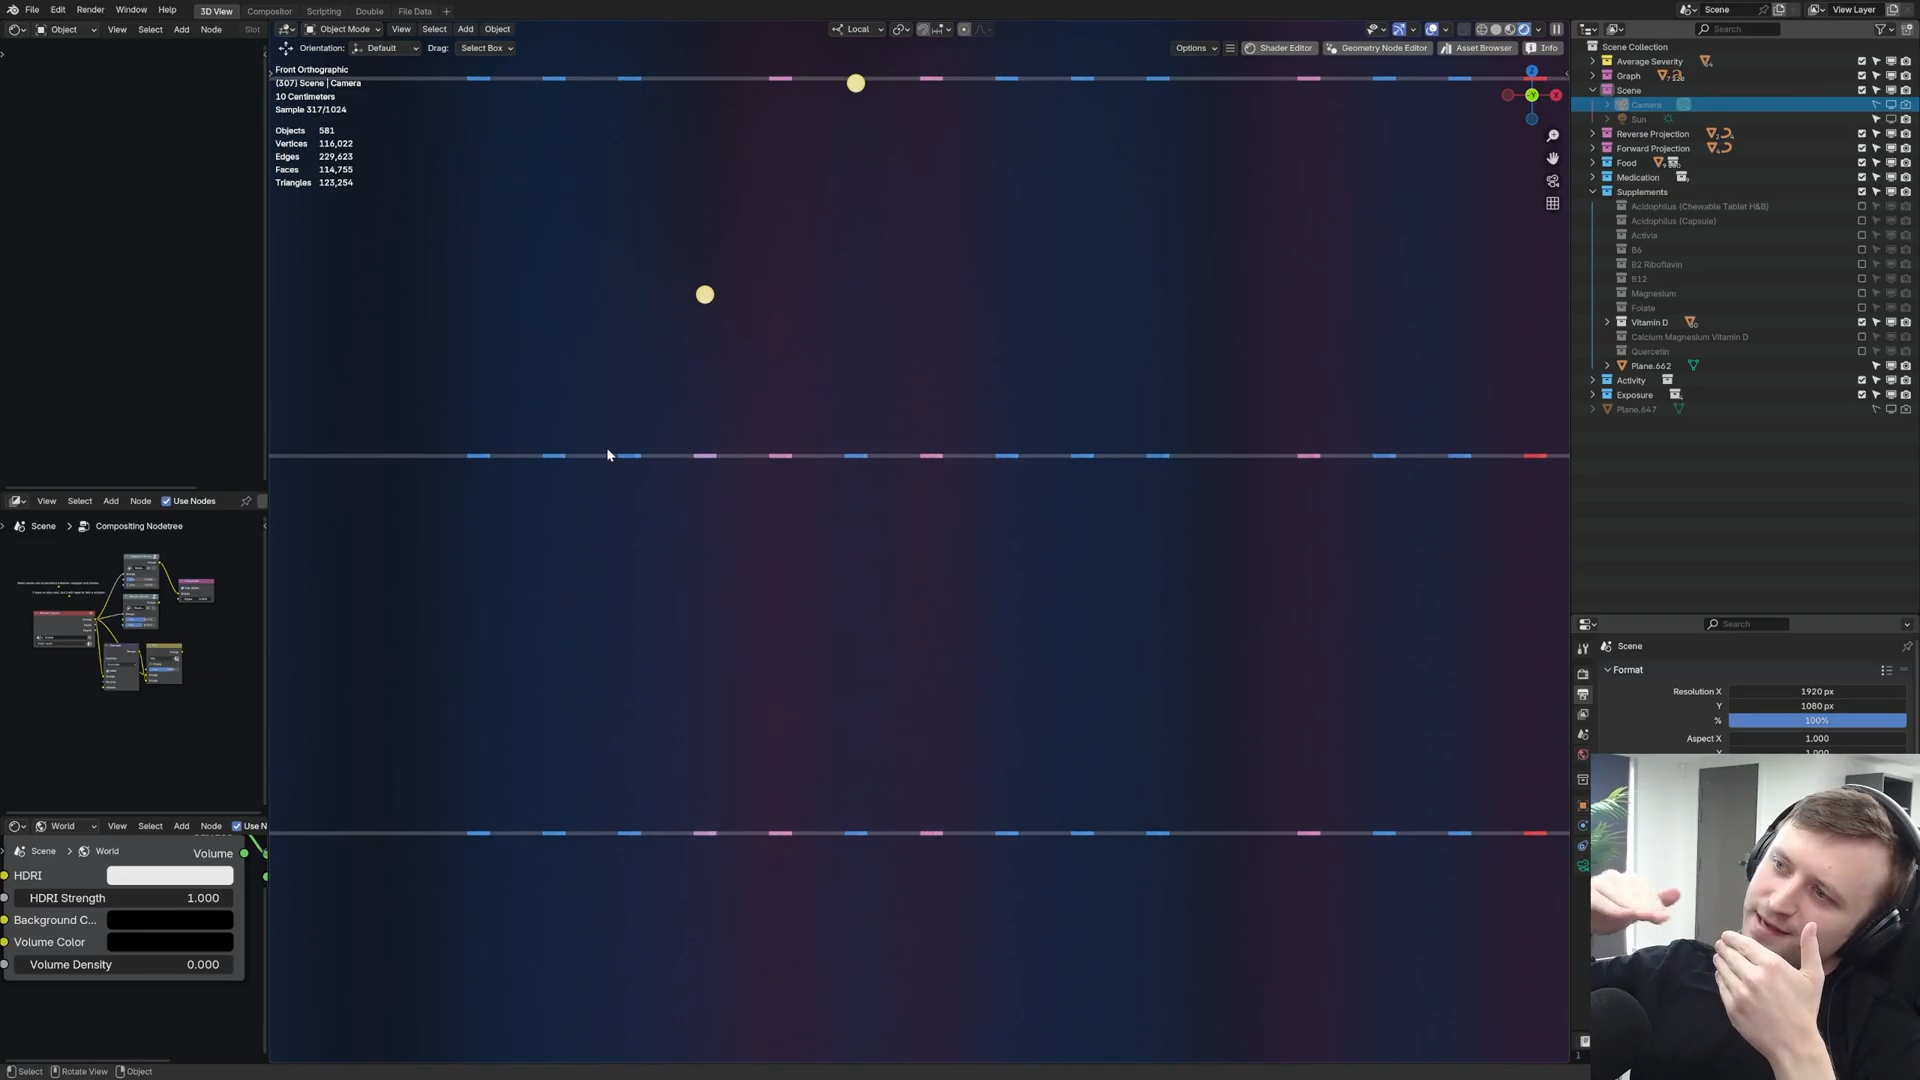 File Edit Render Window Help 3D View Compositor Scripting Double File Data +
Scene View Layer
Object View Select Add Node Slot
Object Mode View Select Add Object Local
Orientation: Default Drag: Select Box
Options Shader Editor Geometry Node Editor Asset Browser Info
Front Orthographic
(307) Scene | Camera
10 Centimeters
Sample 317/1024
Objects 581
Vertices 116,022
Edges 229,623
Faces 114,755
Triangles 123,254
Z
X
-Y
Search
Scene Collection
Average Severity
Graph
Scene
Camera
Sun
Reverse Projection
Forward Projection
Food
Medication
Supplements
Acidophilus (Chewable Tablet H&B)
Acidophilus (Capsule)
Activia
B6
B2 Riboflavin
B12
Magnesium
Folate
Vitamin D
Calcium Magnesium Vitamin D
Quercetin
Plane.662
Activity
Exposure
Plane.647
View Select Add Node Use Nodes
Scene > Compositing Nodetree
World View Select Add Node Use N
Scene > World
Volume
HDRI
HDRI Strength 1.000
Background C...
Volume Color
Volume Density 0.000
Search
Scene
Format
Resolution X 1920 px
Y 1080 px
% 100%
Aspect X 1.000
Y 1.000
Select Rotate View Object